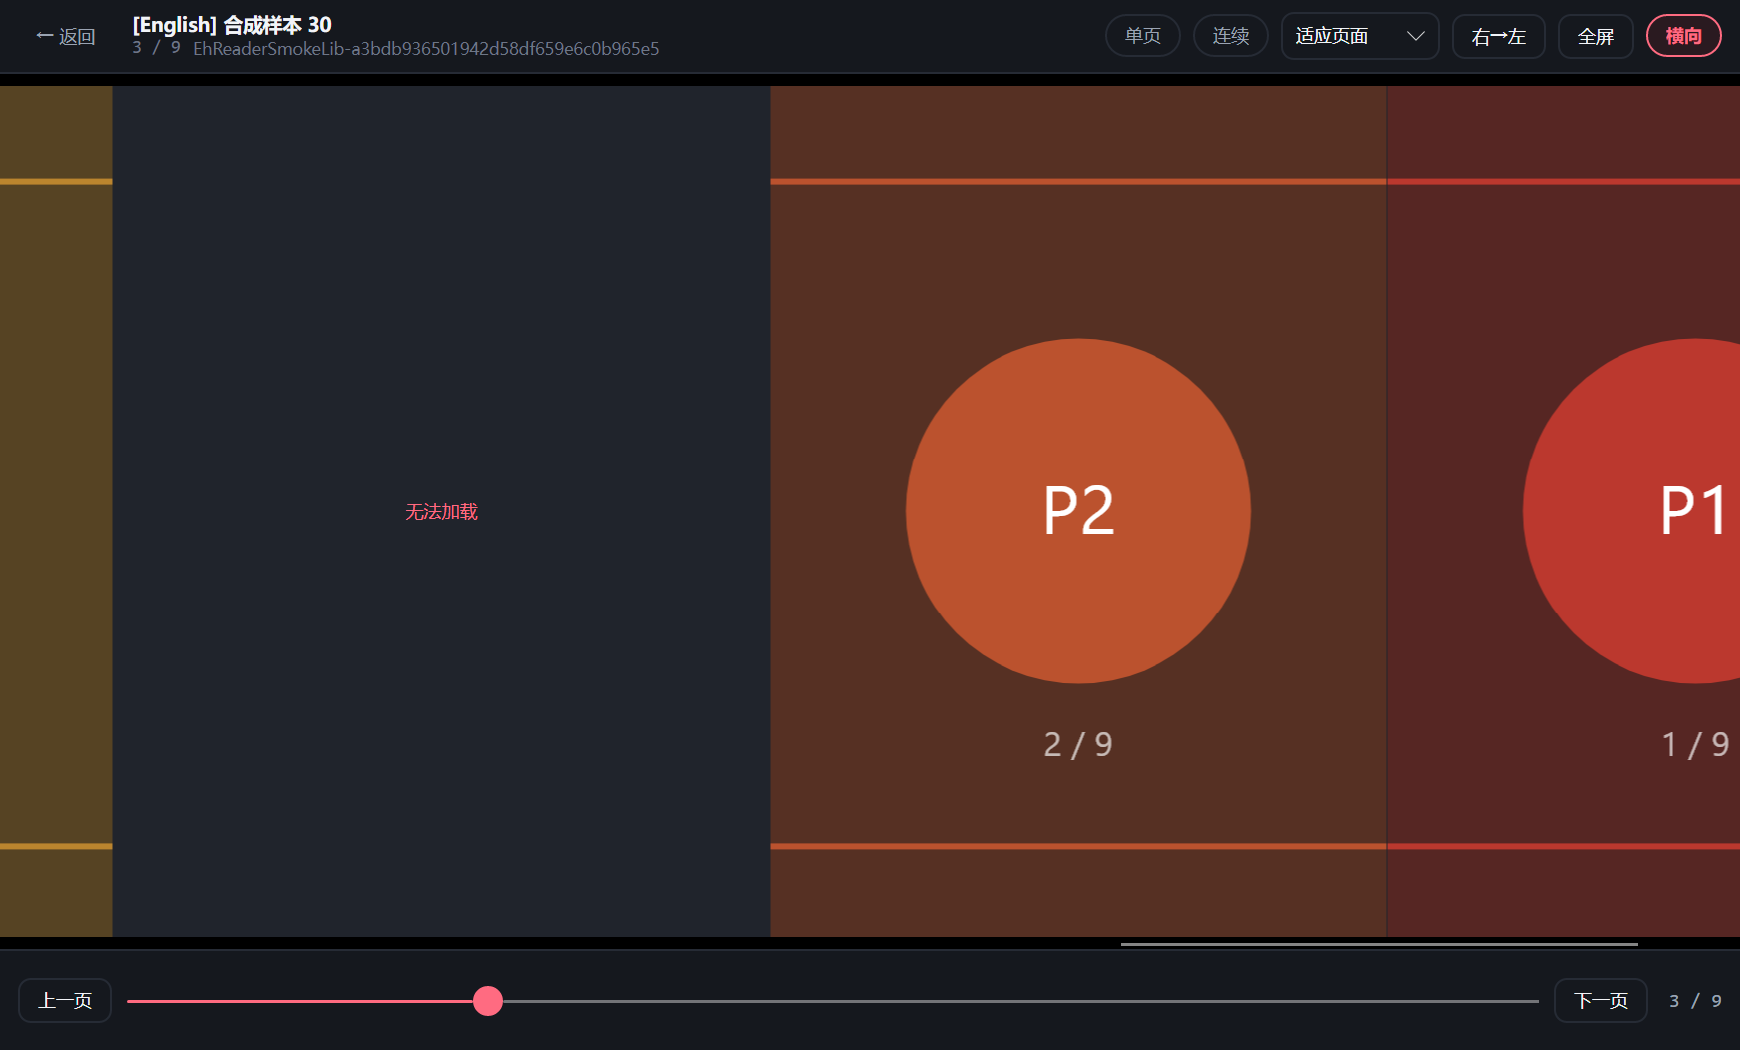 ← 返回
[English] 合成样本 30
3 / 9 EhReaderSmokeLib-a3bdb936501942d58df659e6c0b965e5
单页
连续
适应页面
右→左
全屏
横向
无法加载
P2
2 / 9
P1
1 / 9
上一页
下一页
3 / 9